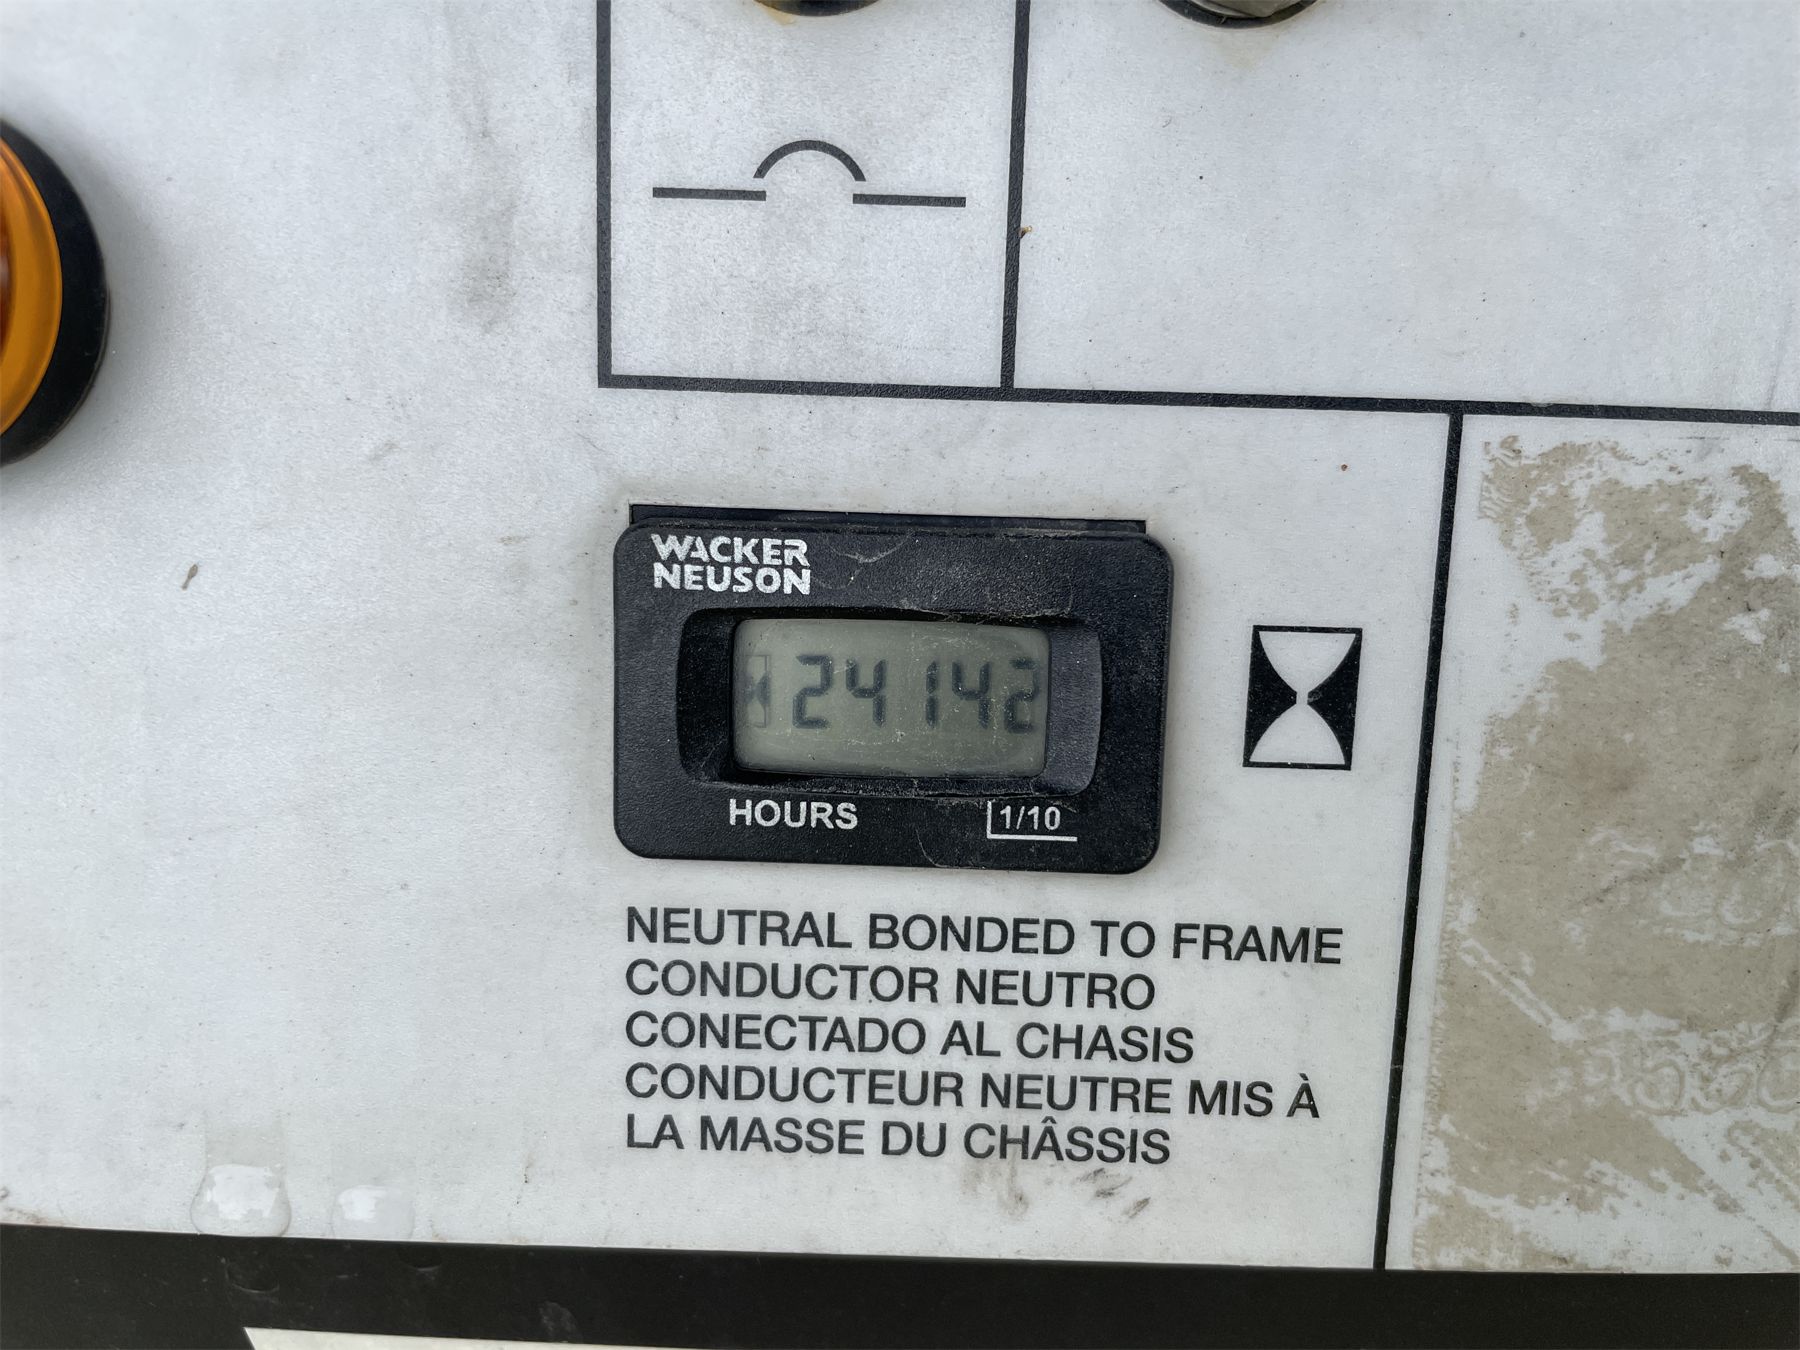 WACKER
NEUSON
24142
HOURS
1/10
NEUTRAL BONDED TO FRAME
CONDUCTOR NEUTRO
CONECTADO AL CHASIS
CONDUCTEUR NEUTRE MIS À
LA MASSE DU CHÂSSIS